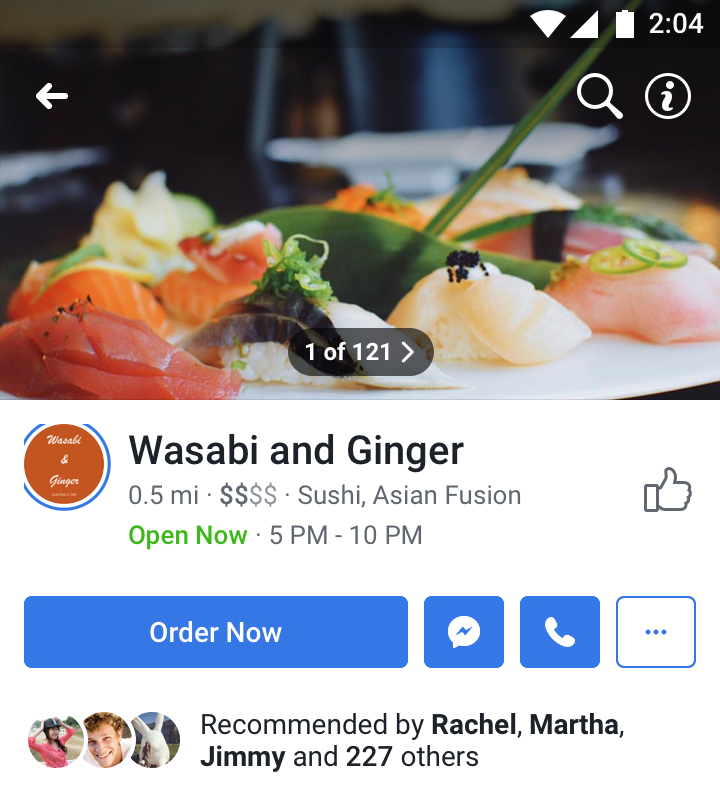 2:04
1 of 121
Wasabi
&
Ginger
Wasabi and Ginger
0.5 mi · $$$$ · Sushi, Asian Fusion
Open Now · 5 PM - 10 PM
Order Now
Recommended by Rachel, Martha,
Jimmy and 227 others